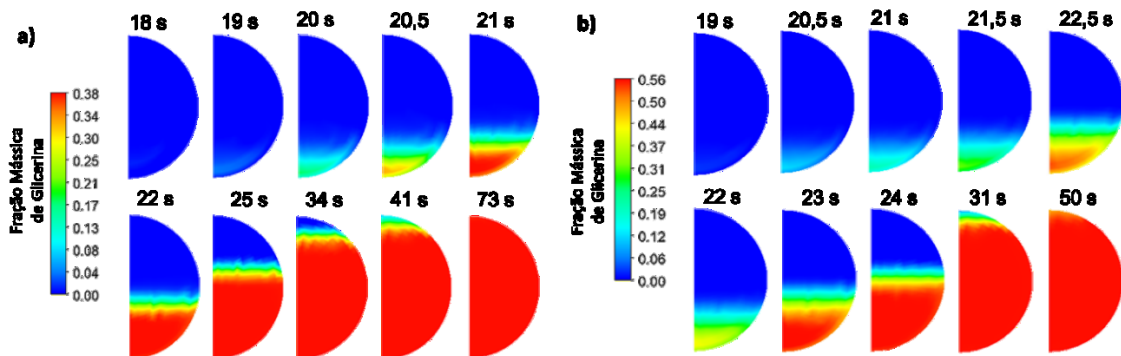 a)
18 s 19 s 20 s 20,5 21 s
Fração Mássica
de Gilcerina
0.38
0.34
0.30
0.25
0.21
0.17
0.13
0.08
0.04
0.00
22 s 25 s 34 s 41 s 73 s
b)
19 s 20,5 s 21 s 21,5 s 22,5 s
Fração Mássica
de Glicerina
0.56
0.50
0.44
0.37
0.31
0.25
0.19
0.12
0.06
0.00
22 s 23 s 24 s 31 s 50 s